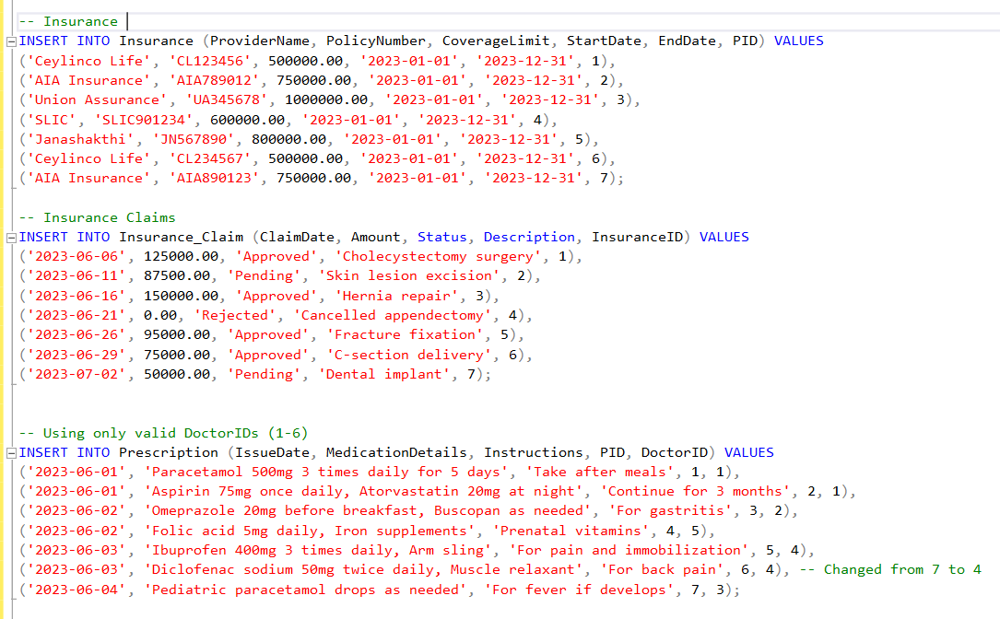 -- Insurance
INSERT INTO Insurance (ProviderName, PolicyNumber, CoverageLimit, StartDate, EndDate, PID) VALUES
('Ceylinco Life', 'CL123456', 500000.00, '2023-01-01', '2023-12-31', 1),
('AIA Insurance', 'AIA789012', 750000.00, '2023-01-01', '2023-12-31', 2),
('Union Assurance', 'UA345678', 1000000.00, '2023-01-01', '2023-12-31', 3),
('SLIC', 'SLIC901234', 600000.00, '2023-01-01', '2023-12-31', 4),
('Janashakthi', 'JN567890', 800000.00, '2023-01-01', '2023-12-31', 5),
('Ceylinco Life', 'CL234567', 500000.00, '2023-01-01', '2023-12-31', 6),
('AIA Insurance', 'AIA890123', 750000.00, '2023-01-01', '2023-12-31', 7);
-- Insurance Claims
INSERT INTO Insurance_Claim (ClaimDate, Amount, Status, Description, InsuranceID) VALUES
('2023-06-06', 125000.00, 'Approved', 'Cholecystectomy surgery', 1),
('2023-06-11', 87500.00, 'Pending', 'Skin lesion excision', 2),
('2023-06-16', 150000.00, 'Approved', 'Hernia repair', 3),
('2023-06-21', 0.00, 'Rejected', 'Cancelled appendectomy', 4),
('2023-06-26', 95000.00, 'Approved', 'Fracture fixation', 5),
('2023-06-29', 75000.00, 'Approved', 'C-section delivery', 6),
('2023-07-02', 50000.00, 'Pending', 'Dental implant', 7);
-- Using only valid DoctorIDs (1-6)
INSERT INTO Prescription (IssueDate, MedicationDetails, Instructions, PID, DoctorID) VALUES
('2023-06-01', 'Paracetamol 500mg 3 times daily for 5 days', 'Take after meals', 1, 1),
('2023-06-01', 'Aspirin 75mg once daily, Atorvastatin 20mg at night', 'Continue for 3 months', 2, 1),
('2023-06-02', 'Omeprazole 20mg before breakfast, Buscopan as needed', 'For gastritis', 3, 2),
('2023-06-02', 'Folic acid 5mg daily, Iron supplements', 'Prenatal vitamins', 4, 5),
('2023-06-03', 'Ibuprofen 400mg 3 times daily, Arm sling', 'For pain and immobilization', 5, 4),
('2023-06-03', 'Diclofenac sodium 50mg twice daily, Muscle relaxant', 'For back pain', 6, 4), -- Changed from 7 to 4
('2023-06-04', 'Pediatric paracetamol drops as needed', 'For fever if develops', 7, 3);